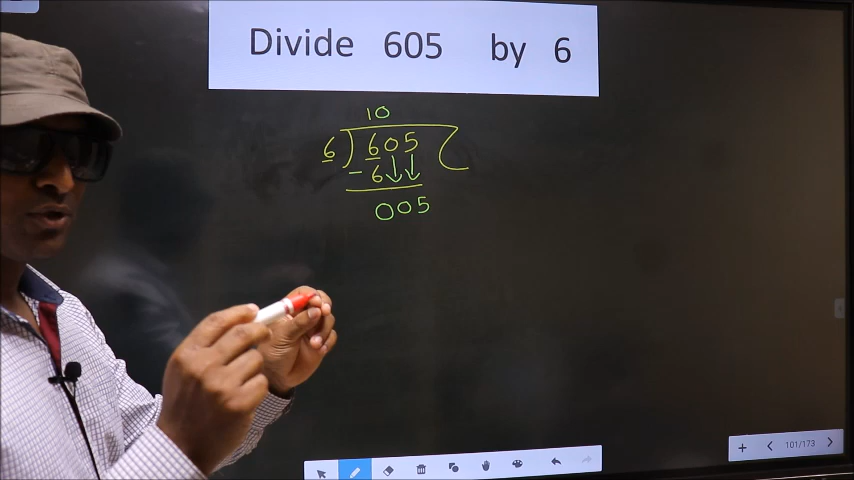 Divide 605 by 6
10
6 ) 605 (
- 6 ↓ ↓
005
101/173